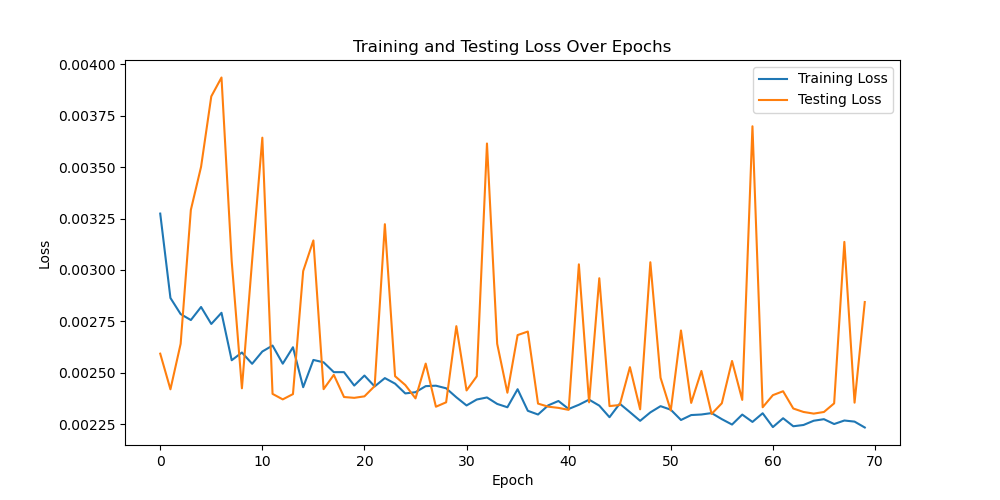 Training and Testing Loss Over Epochs
Training Loss
Testing Loss
0.00400
0.00375
0.00350
0.00325
0.00300
0.00275
0.00250
0.00225
Loss
0 10 20 30 40 50 60 70
Epoch